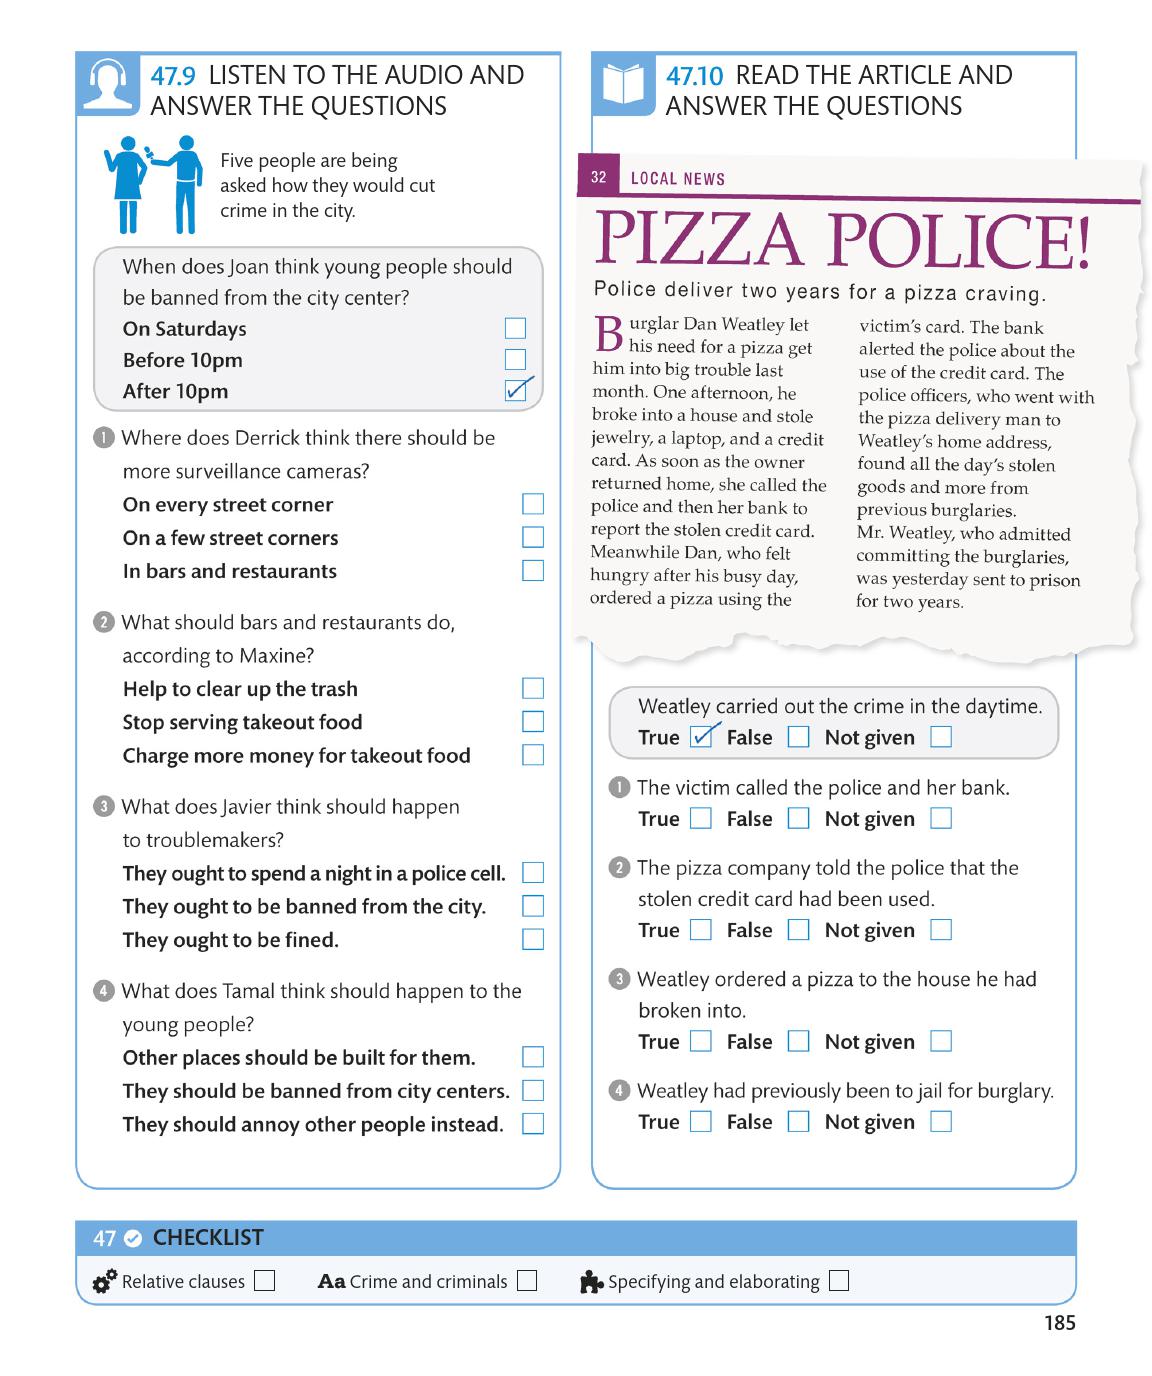 47.9 LISTEN TO THE AUDIO AND
ANSWER THE QUESTIONS
Five people are being
asked how they would cut
crime in the city.
When does Joan think young people should
be banned from the city center?
On Saturdays
Before 10pm
After 10pm
1 Where does Derrick think there should be
more surveillance cameras?
On every street corner
On a few street corners
In bars and restaurants
2 What should bars and restaurants do,
according to Maxine?
Help to clear up the trash
Stop serving takeout food
Charge more money for takeout food
3 What does Javier think should happen
to troublemakers?
They ought to spend a night in a police cell.
They ought to be banned from the city.
They ought to be fined.
4 What does Tamal think should happen to the
young people?
Other places should be built for them.
They should be banned from city centers.
They should annoy other people instead.
47.10 READ THE ARTICLE AND
ANSWER THE QUESTIONS
32 LOCAL NEWS
PIZZA POLICE!
Police deliver two years for a pizza craving.
Burglar Dan Weatley let
his need for a pizza get
him into big trouble last
month. One afternoon, he
broke into a house and stole
jewelry, a laptop, and a credit
card. As soon as the owner
returned home, she called the
police and then her bank to
report the stolen credit card.
Meanwhile Dan, who felt
hungry after his busy day,
ordered a pizza using the
victim's card. The bank
alerted the police about the
use of the credit card. The
police officers, who went with
the pizza delivery man to
Weatley's home address,
found all the day's stolen
goods and more from
previous burglaries.
Mr. Weatley, who admitted
committing the burglaries,
was yesterday sent to prison
for two years.
Weatley carried out the crime in the daytime.
True False Not given
1 The victim called the police and her bank.
True False Not given
2 The pizza company told the police that the
stolen credit card had been used.
True False Not given
3 Weatley ordered a pizza to the house he had
broken into.
True False Not given
4 Weatley had previously been to jail for burglary.
True False Not given
47 CHECKLIST
Relative clauses Aa Crime and criminals Specifying and elaborating
185